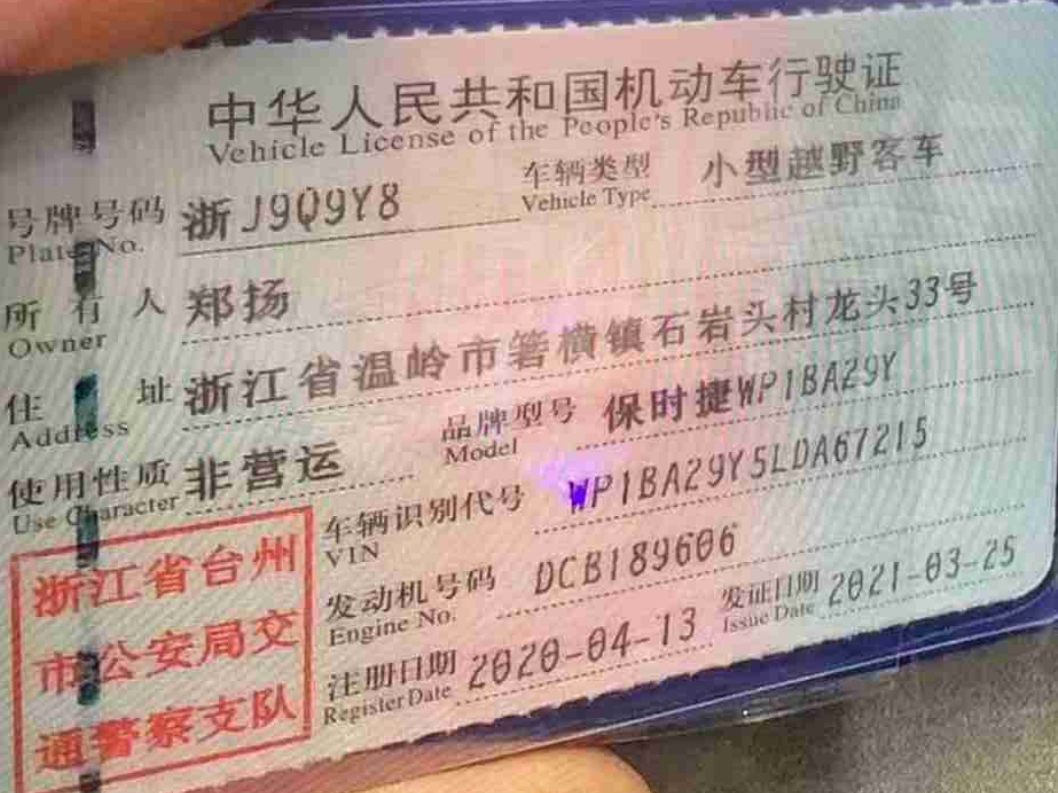 中华人民共和国机动车行驶证
Vehicle License of the People's Republic of China
号牌号码 浙J9Q9Y8 车辆类型 小型越野客车
Plate No. Vehicle Type
所有人 郑扬
Owner
住址 浙江省温岭市箬横镇石岩头村龙头33号
Address
使用性质 非营运 品牌型号 保时捷WP1BA29Y
Use Character Model
车辆识别代号 WP1BA29Y5LDA67215
VIN
发动机号码 DCB189606
Engine No.
注册日期 2020-04-13 发证日期 2021-03-25
Register Date Issue Date
浙江省台州
市公安局交
通警察支队